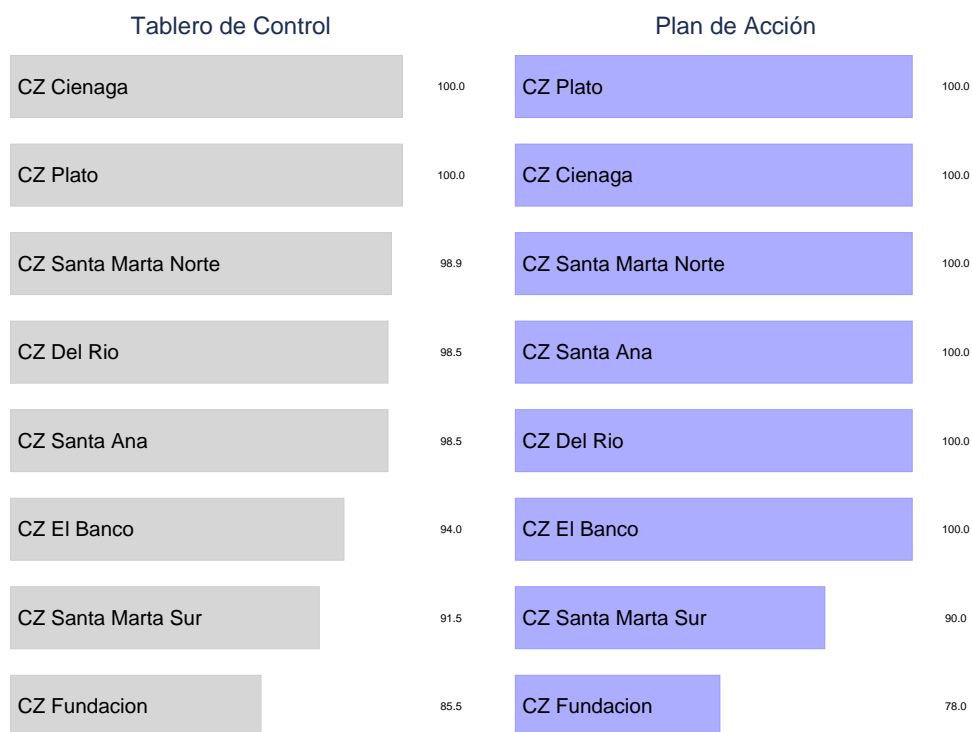 Tablero de Control
CZ Cienaga 100.0
CZ Plato 100.0
CZ Santa Marta Norte 98.9
CZ Del Rio 98.5
CZ Santa Ana 98.5
CZ El Banco 94.0
CZ Santa Marta Sur 91.5
CZ Fundacion 85.5
Plan de Acción
CZ Plato 100.0
CZ Cienaga 100.0
CZ Santa Marta Norte 100.0
CZ Santa Ana 100.0
CZ Del Rio 100.0
CZ El Banco 100.0
CZ Santa Marta Sur 90.0
CZ Fundacion 78.0